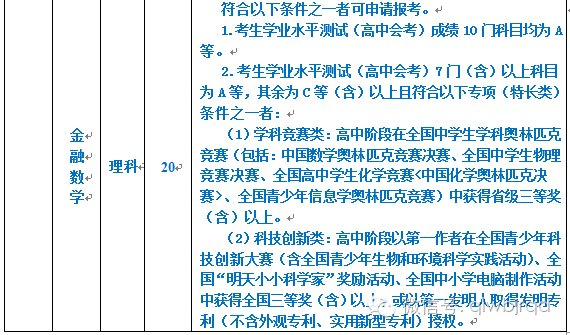 金
融
数
学
理科
20
符合以下条件之一者可申请报考。
1.考生学业水平测试（高中会考）成绩 10 门科目均为 A
等。
2.考生学业水平测试（高中会考）7 门（含）以上科目
为 A 等，其余为 C 等（含）以上且符合以下专项（特长类）
条件之一者：
（1）学科竞赛类：高中阶段在全国中学生学科奥林匹克
竞赛（包括：中国数学奥林匹克竞赛决赛、全国中学生物理
竞赛决赛、全国高中学生化学竞赛<中国化学奥林匹克决
赛>、全国青少年信息学奥林匹克竞赛）中获得省级三等奖
（含）以上。
（2）科技创新类：高中阶段以第一作者在全国青少年科
技创新大赛（含全国青少年生物和环境科学实践活动）、全
国“明天小小科学家”奖励活动、全国中小学电脑制作活动
中获得全国三等奖（含）以上，或以第一发明人取得发明专
利（不含外观专利、实用新型专利）授权。
微信号: qlwbjrqd